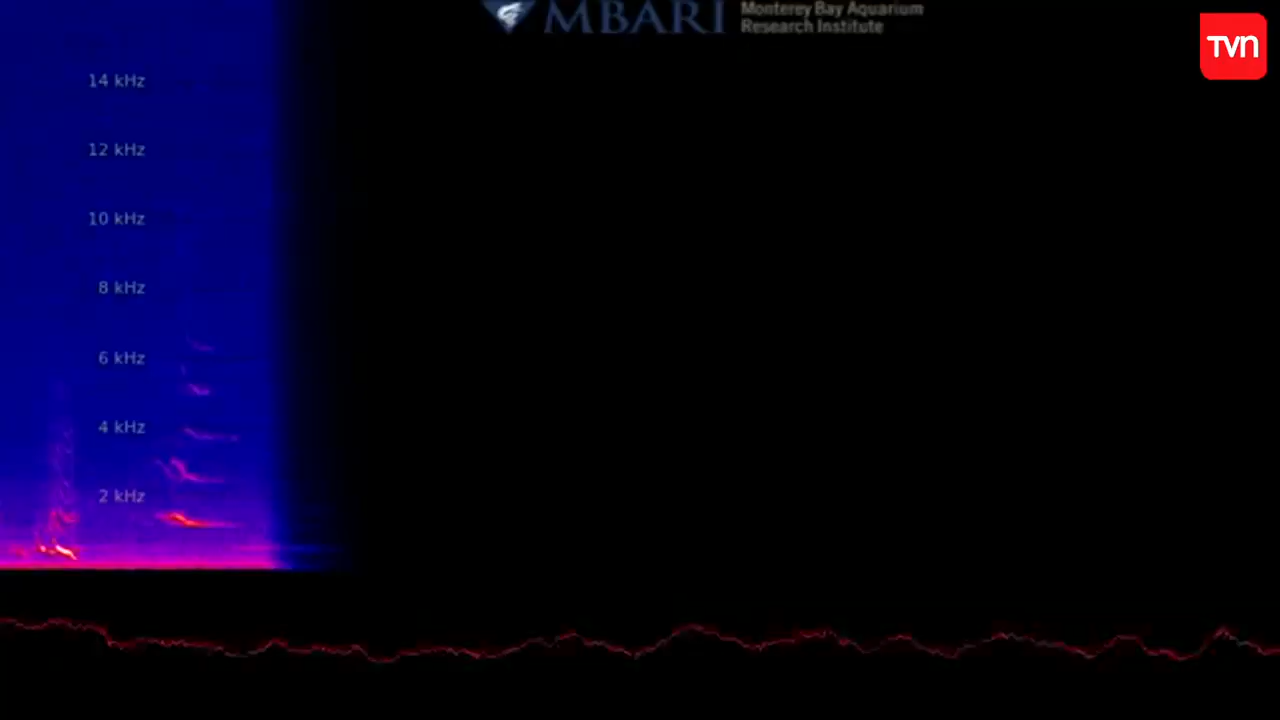 MBARI
Monterey Bay Aquarium
Research Institute
TVN
14 kHz
12 kHz
10 kHz
8 kHz
6 kHz
4 kHz
2 kHz